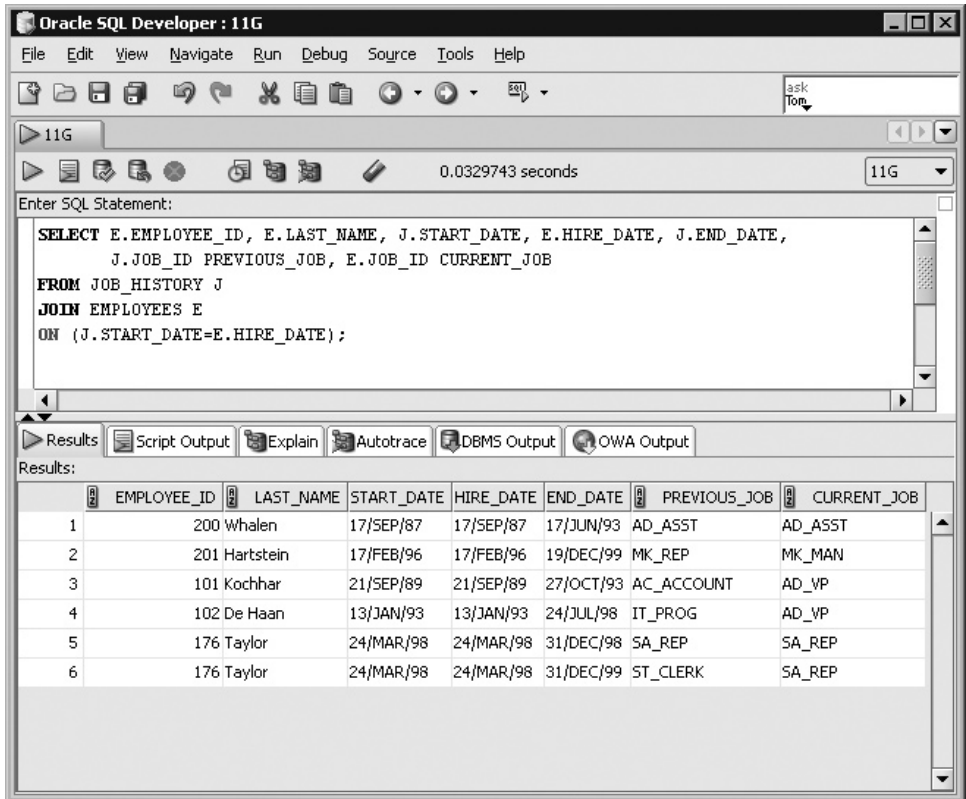 Oracle SQL Developer : 11G
File Edit View Navigate Run Debug Source Tools Help
SQL
ask
Tom
11G
0.0329743 seconds
11G
Enter SQL Statement:
SELECT E.EMPLOYEE_ID, E.LAST_NAME, J.START_DATE, E.HIRE_DATE, J.END_DATE,
J.JOB_ID PREVIOUS_JOB, E.JOB_ID CURRENT_JOB
FROM JOB_HISTORY J
JOIN EMPLOYEES E
ON (J.START_DATE=E.HIRE_DATE);
Results Script Output Explain Autotrace DBMS Output OWA Output
Results:
EMPLOYEE_ID LAST_NAME START_DATE HIRE_DATE END_DATE PREVIOUS_JOB CURRENT_JOB
1 200 Whalen 17/SEP/87 17/SEP/87 17/JUN/93 AD_ASST AD_ASST
2 201 Hartstein 17/FEB/96 17/FEB/96 19/DEC/99 MK_REP MK_MAN
3 101 Kochhar 21/SEP/89 21/SEP/89 27/OCT/93 AC_ACCOUNT AD_VP
4 102 De Haan 13/JAN/93 13/JAN/93 24/JUL/98 IT_PROG AD_VP
5 176 Taylor 24/MAR/98 24/MAR/98 31/DEC/98 SA_REP SA_REP
6 176 Taylor 24/MAR/98 24/MAR/98 31/DEC/99 ST_CLERK SA_REP